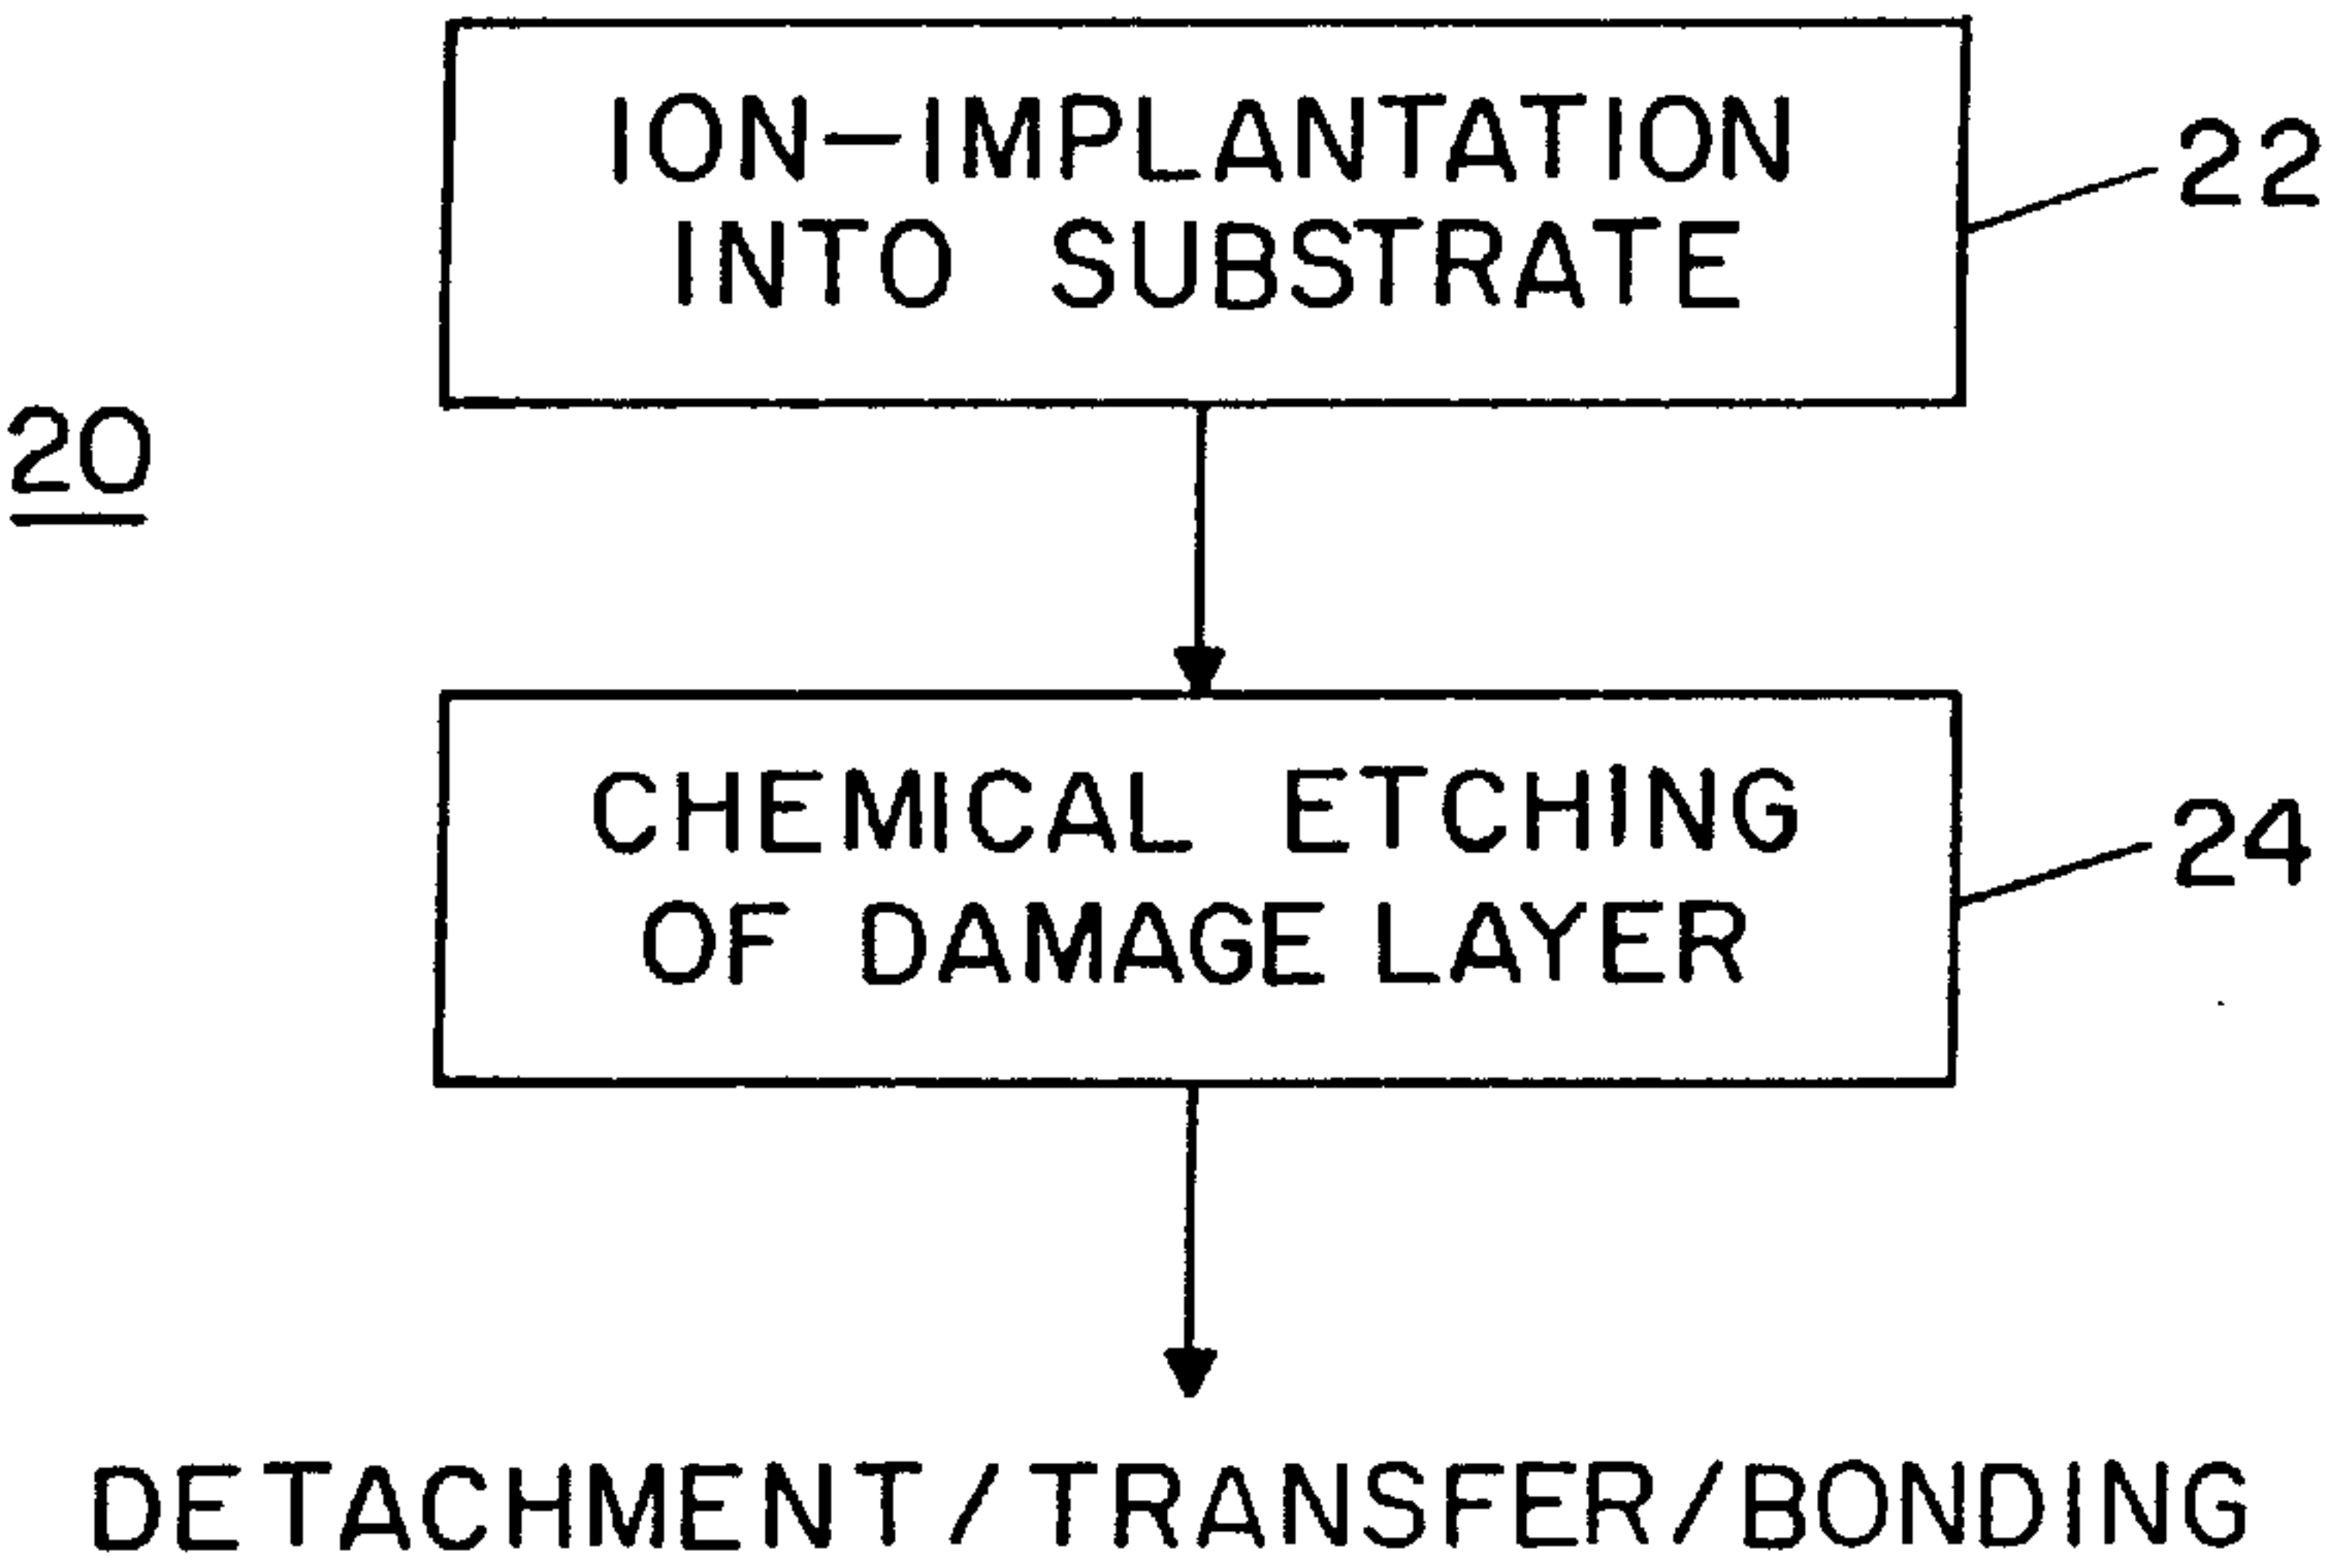 ION-IMPLANTATION
INTO SUBSTRATE
22
20
CHEMICAL ETCHING
OF DAMAGE LAYER
24
DETACHMENT/TRANSFER/BONDING